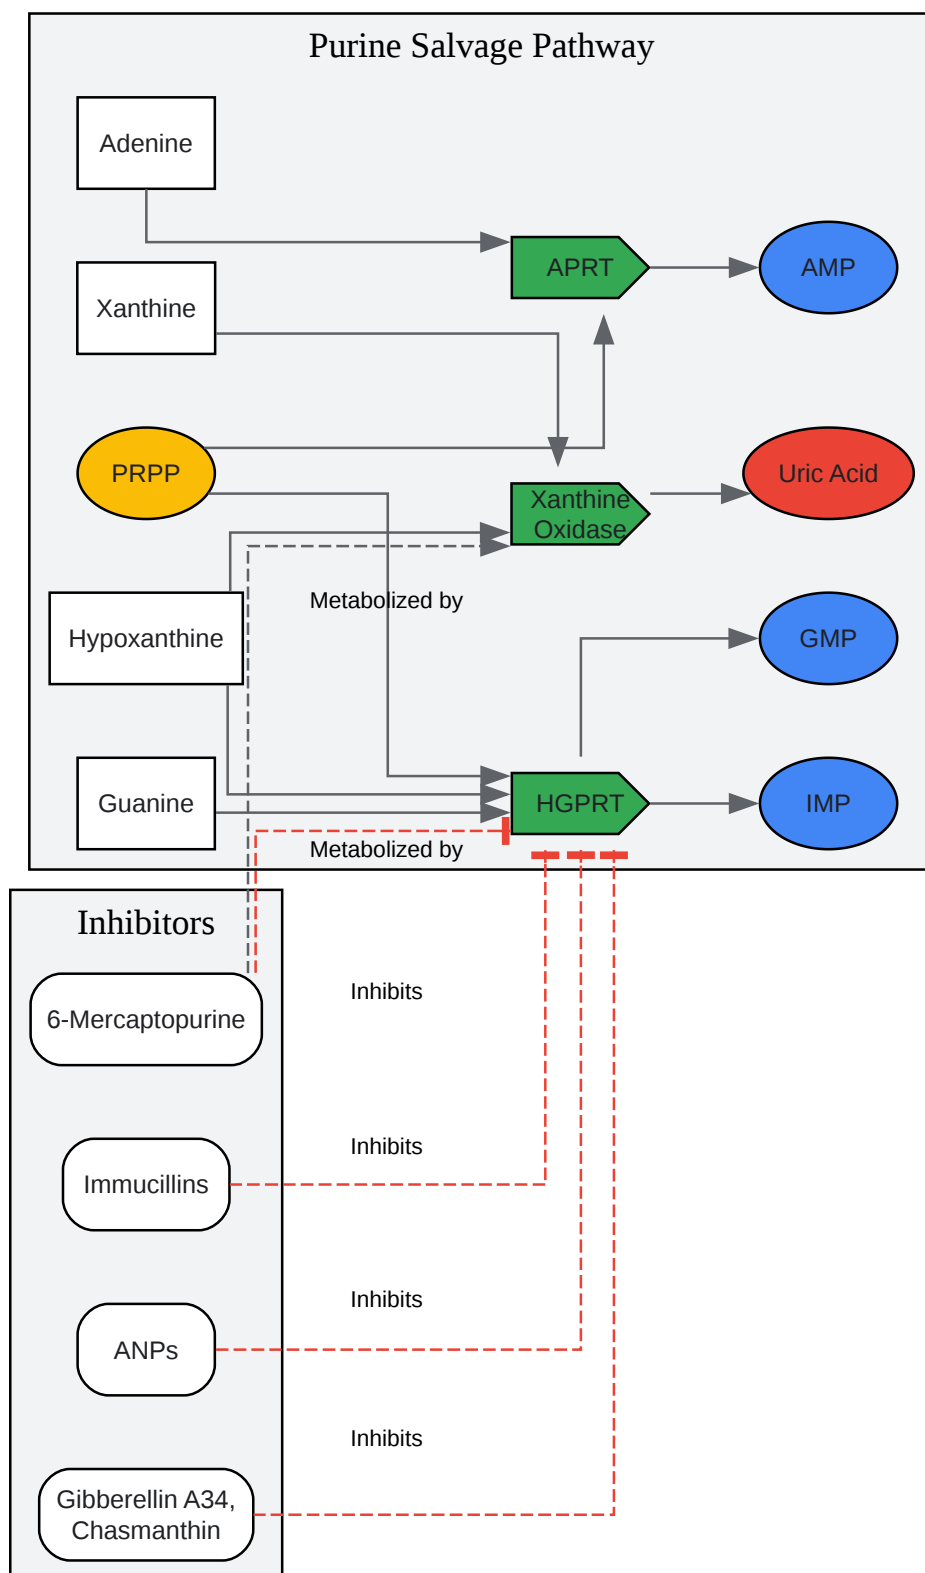 Purine Salvage Pathway
Adenine
APRT
AMP
Xanthine
PRPP
Xanthine
Oxidase
Uric Acid
Metabolized by
Hypoxanthine
GMP
Guanine
HGPRT
IMP
Metabolized by
Inhibitors
6-Mercaptopurine
Inhibits
Immucillins
Inhibits
ANPs
Inhibits
Gibberellin A34,
Chasmanthin
Inhibits